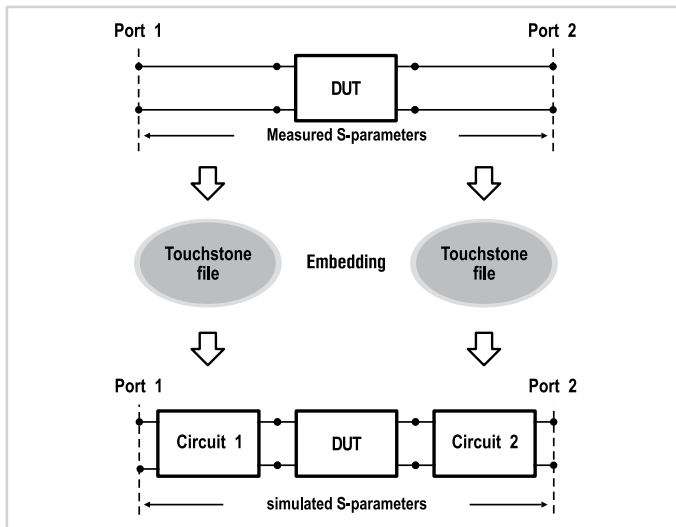 Port 1
Port 2
DUT
Measured S-parameters
Touchstone
file
Embedding
Touchstone
file
Port 1
Port 2
Circuit 1
DUT
Circuit 2
simulated S-parameters